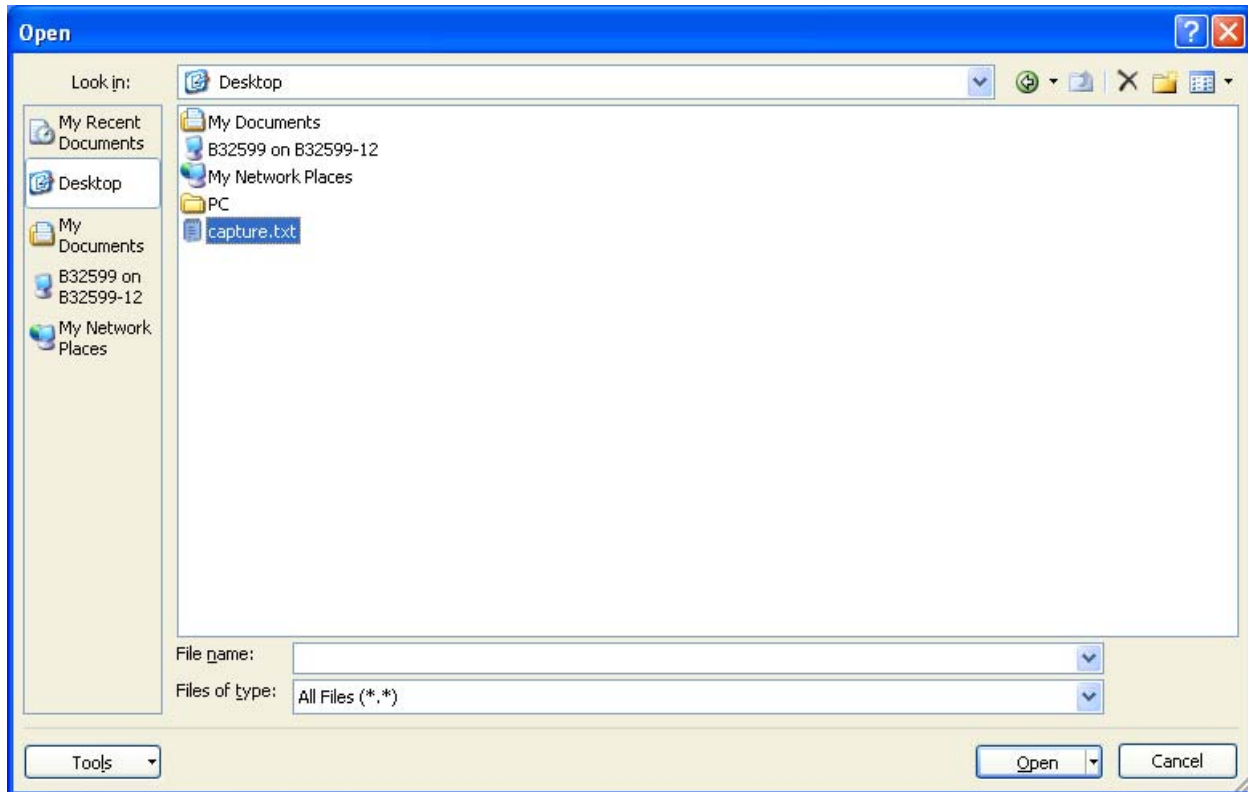 Open
Look in:
Desktop
My Recent
Documents
Desktop
My
Documents
B32599 on
B32599-12
My Network
Places
My Documents
B32599 on B32599-12
My Network Places
PC
capture.txt
File name:
Files of type:
All Files (*.*)
Tools
Open
Cancel